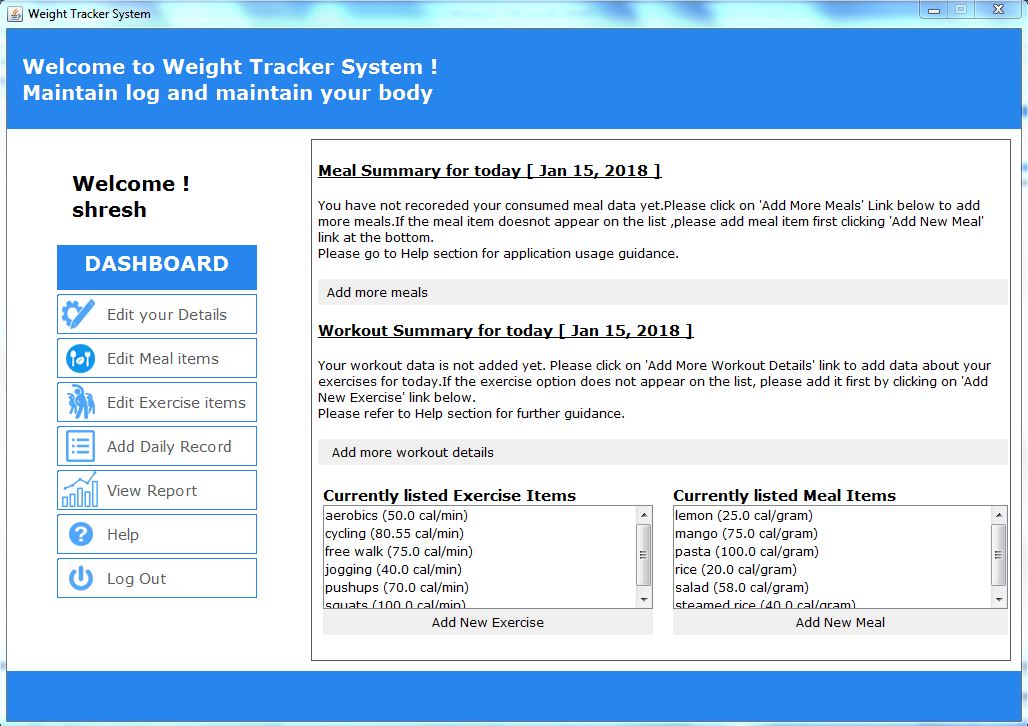 Weight Tracker System
Welcome to Weight Tracker System !
Maintain log and maintain your body
Welcome !
shresh
DASHBOARD
Edit your Details
Edit Meal items
Edit Exercise items
Add Daily Record
View Report
Help
Log Out
Meal Summary for today [ Jan 15, 2018 ]
You have not recoreded your consumed meal data yet.Please click on 'Add More Meals' Link below to add
more meals.If the meal item doesnot appear on the list ,please add meal item first clicking 'Add New Meal'
link at the bottom.
Please go to Help section for application usage guidance.
Add more meals
Workout Summary for today [ Jan 15, 2018 ]
Your workout data is not added yet. Please click on 'Add More Workout Details' link to add data about your
exercises for today.If the exercise option does not appear on the list, please add it first by clicking on 'Add
New Exercise' link below.
Please refer to Help section for further guidance.
Add more workout details
Currently listed Exercise Items
aerobics (50.0 cal/min)
cycling (80.55 cal/min)
free walk (75.0 cal/min)
jogging (40.0 cal/min)
pushups (70.0 cal/min)
squats (100.0 cal/min)
Add New Exercise
Currently listed Meal Items
lemon (25.0 cal/gram)
mango (75.0 cal/gram)
pasta (100.0 cal/gram)
rice (20.0 cal/gram)
salad (58.0 cal/gram)
steamed rice (40.0 cal/gram)
Add New Meal